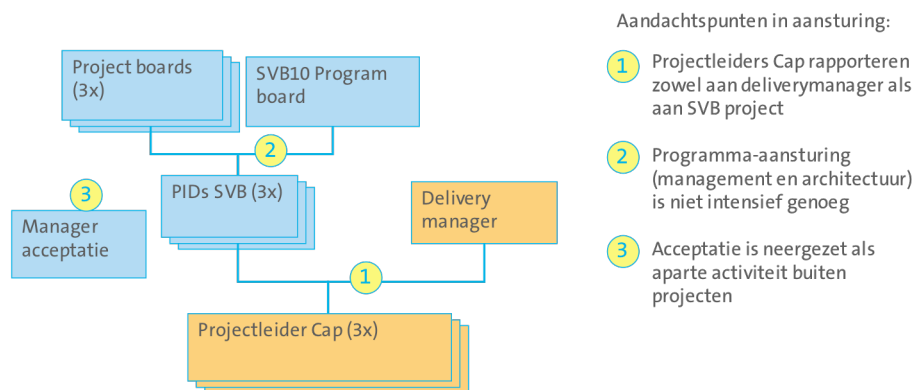 Project boards
(3x)
SVB10 Program
board
2
3
PIDs SVB (3x)
Manager
acceptatie
Delivery
manager
1
Projectleider Cap (3x)
Aandachtspunten in aansturing:
1
Projectleiders Cap rapporteren
zowel aan deliverymanager als
aan SVB project
2
Programma-aansturing
(management en architectuur)
is niet intensief genoeg
3
Acceptatie is neergezet als
aparte activiteit buiten
projecten